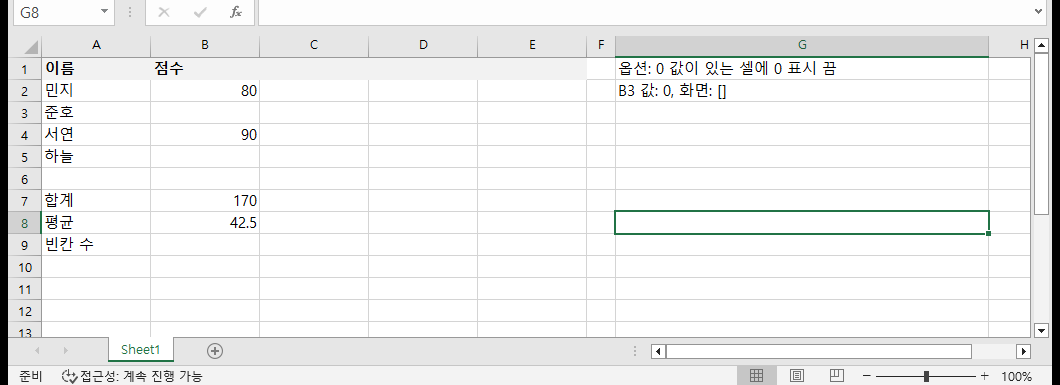 G8 fx
A B C D E F G H
1 이름 점수 옵션: 0 값이 있는 셀에 0 표시 끔
2 민지 80 B3 값: 0, 화면: []
3 준호
4 서연 90
5 하늘
6
7 합계 170
8 평균 42.5
9 빈칸 수
10
11
12
13
Sheet1
준비 접근성: 계속 진행 가능 100%